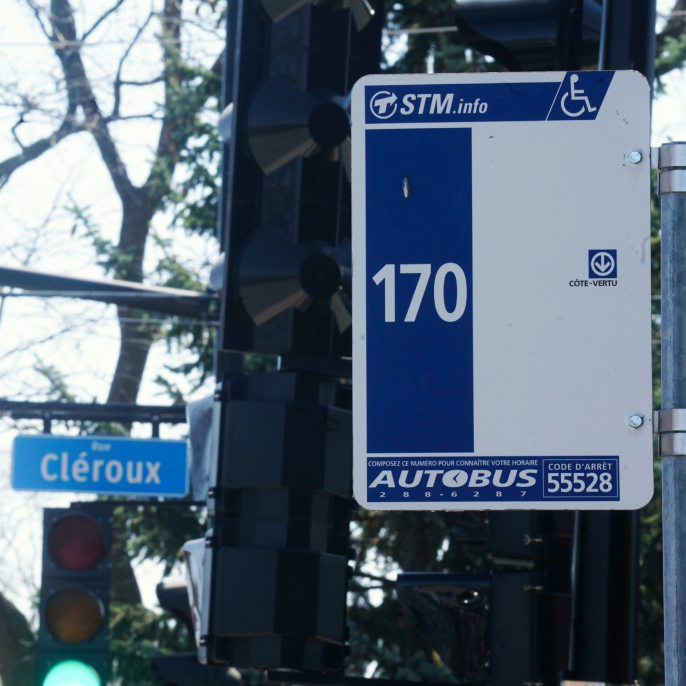 STM.info
170
CÔTE-VERTU
COMPOSEZ CE NUMÉRO POUR CONNAÎTRE VOTRE HORAIRE
AUTOBUS
288-6287
CODE D'ARRÊT
55528
Rue
Cléroux